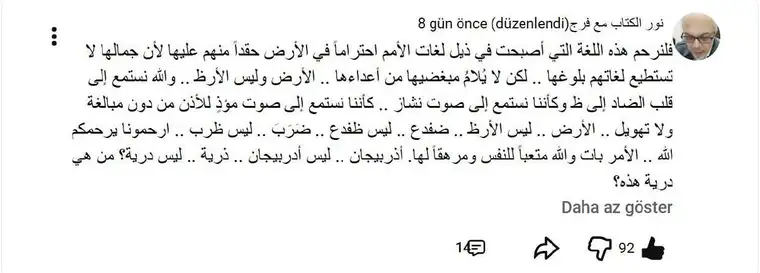 نور الكتاب مع فرج(düzenlendi) 8 gün önce
فلنرحم هذه اللغة التي أصبحت في ذيل لغات الأمم احتراماً في الأرض حقداً منهم عليها لأن جمالها لا
تستطيع لغاتهم بلوغها .. لكن لا يُلامُ مبغضيها من أعداءها .. الأرض وليس الأرظ .. والله نستمع إلى
قلب الضاد إلى ظ وكأننا نستمع إلى صوت نشاز .. كأننا نستمع إلى صوت مؤذٍ للأذن من دون مبالغة
ولا تهويل .. الأرض .. ليس الأرظ .. ضفدع .. ليس ظفدع .. ضَرَبَ .. ليس ظرب .. ارحمونا يرحمكم
الله .. الأمر بات والله متعباً للنفس ومرهقاً لها. أذربيجان .. ليس أدربيجان .. ذرية .. ليس درية؟ من هي
درية هذه؟
Daha az göster
92
14